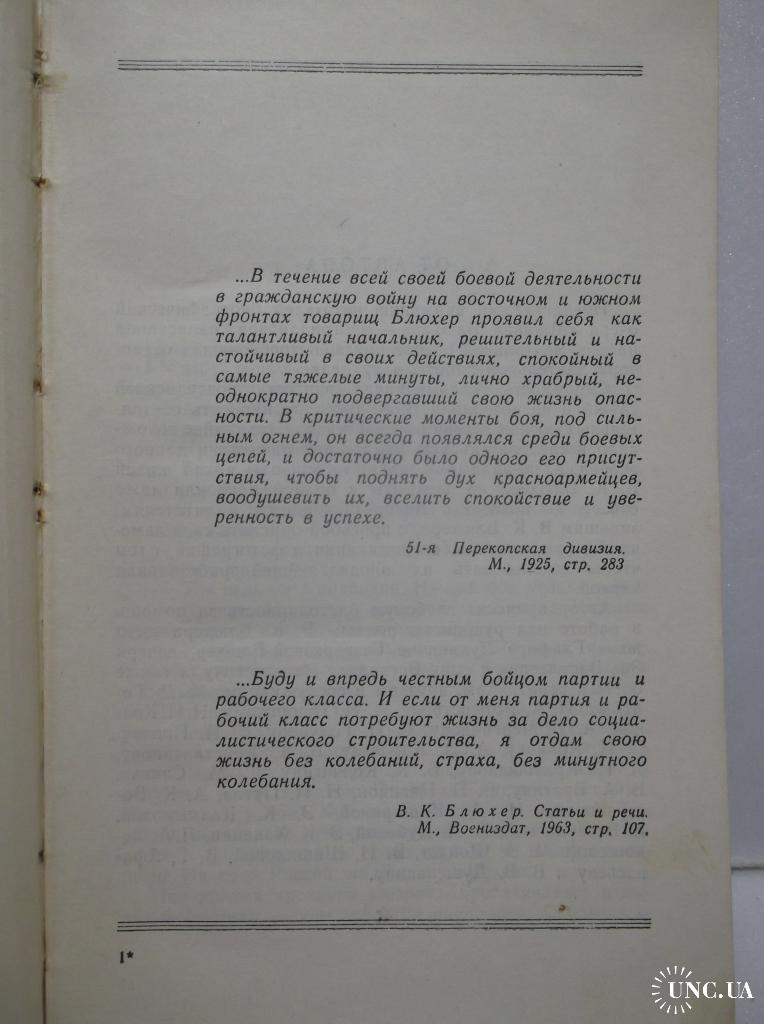 ...В течение всей своей боевой деятельности
в гражданскую войну на восточном и южном
фронтах товарищ Блюхер проявил себя как
талантливый начальник, решительный и на-
стойчивый в своих действиях, спокойный в
самые тяжелые минуты, лично храбрый, не-
однократно подвергавший свою жизнь опас-
ности. В критические моменты боя, под силь-
ным огнем, он всегда появлялся среди боевых
цепей, и достаточно было одного его присут-
ствия, чтобы поднять дух красноармейцев,
воодушевить их, вселить спокойствие и уве-
ренность в успехе.
51-я Перекопская дивизия.
М., 1925, стр. 283
...Буду и впредь честным бойцом партии и
рабочего класса. И если от меня партия и ра-
бочий класс потребуют жизнь за дело социа-
листического строительства, я отдам свою
жизнь без колебаний, страха, без минутного
колебания.
В. К. Блюхер. Статьи и речи.
М., Воениздат, 1963, стр. 107.
1*
UNC.UA